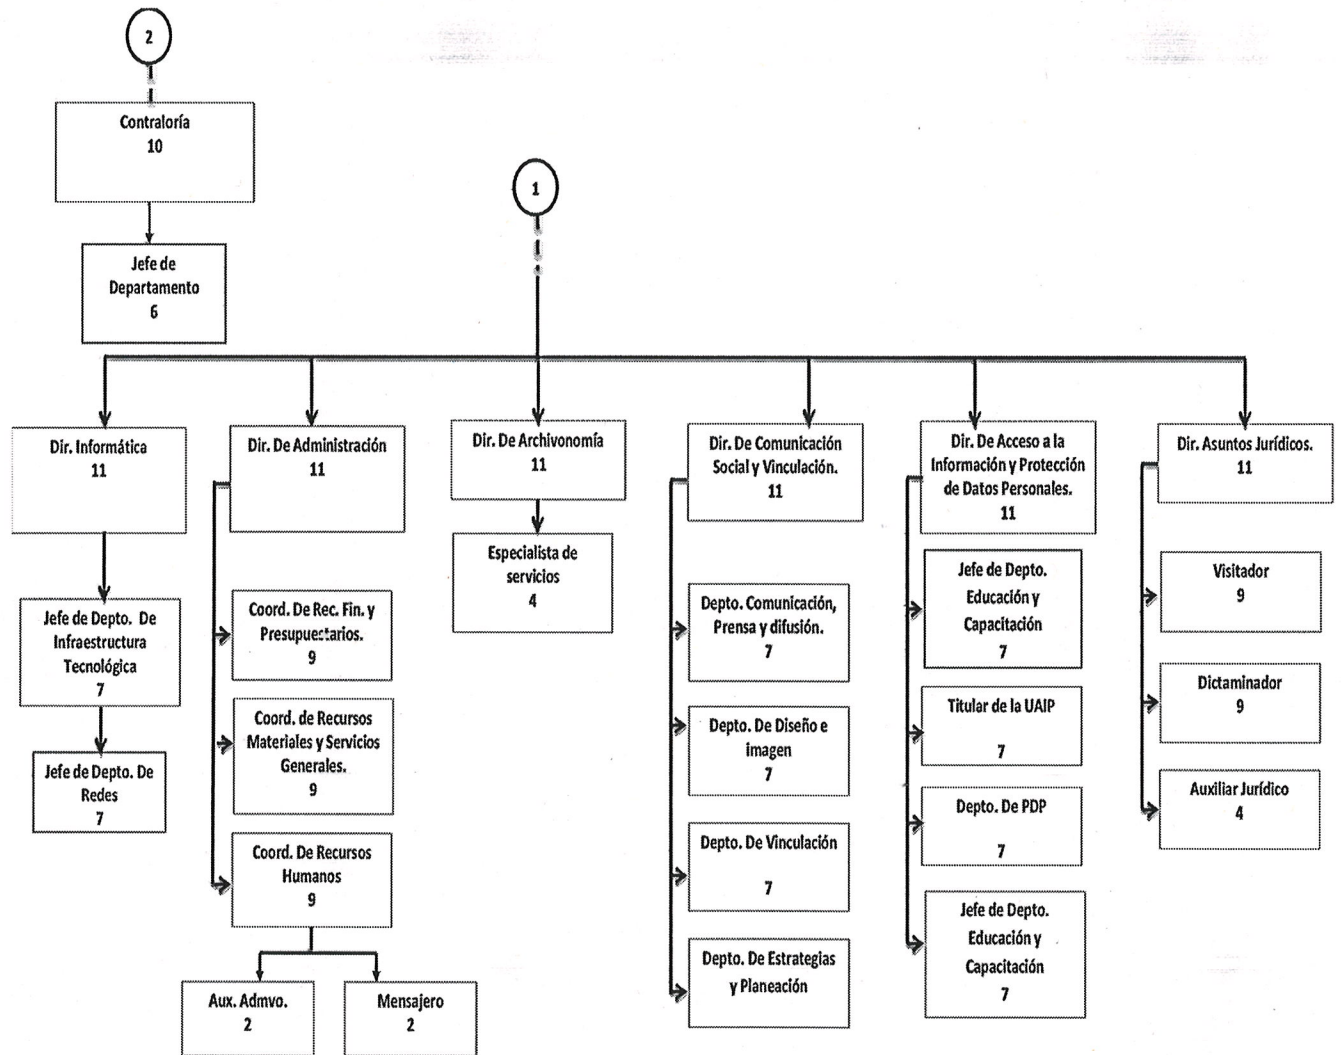 2
Contraloría
10
Jefe de
Departamento
6
1
Dir. Informática
11
Jefe de Depto. De
Infraestructura
Tecnológica
7
Jefe de Depto. De
Redes
7
Dir. De Administración
11
Coord. De Rec. Fin. y
Presupuestarios.
9
Coord. de Recursos
Materiales y Servicios
Generales.
9
Coord. De Recursos
Humanos
9
Aux. Admvo.
2
Mensajero
2
Dir. De Archivonomía
11
Especialista de
servicios
4
Dir. De Comunicación
Social y Vinculación.
11
Depto. Comunicación,
Prensa y difusión.
7
Depto. De Diseño e
imagen
7
Depto. De Vinculación
7
Depto. De Estrategias
y Planeación
Dir. De Acceso a la
Información y Protección
de Datos Personales.
11
Jefe de Depto.
Educación y
Capacitación
7
Titular de la UAIP
7
Depto. De PDP
7
Jefe de Depto.
Educación y
Capacitación
7
Dir. Asuntos Jurídicos.
11
Visitador
9
Dictaminador
9
Auxiliar Jurídico
4